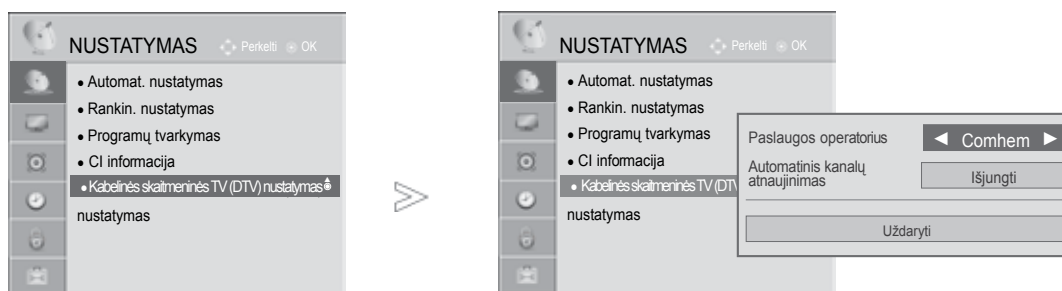 NUSTATYMAS Perkelti OK
• Automat. nustatymas
• Rankin. nustatymas
• Programų tvarkymas
• CI informacija
• Kabelinės skaitmeninės TV (DTV) nustatymas
nustatymas
NUSTATYMAS Perkelti OK
• Automat. nustatymas
• Rankin. nustatymas
• Programų tvarkymas
• CI informacija
• Kabelinės skaitmeninės TV (DTV
nustatymas
Paslaugos operatorius ◄ Comhem ►
Automatinis kanalų
atnaujinimas
Išjungti
Uždaryti